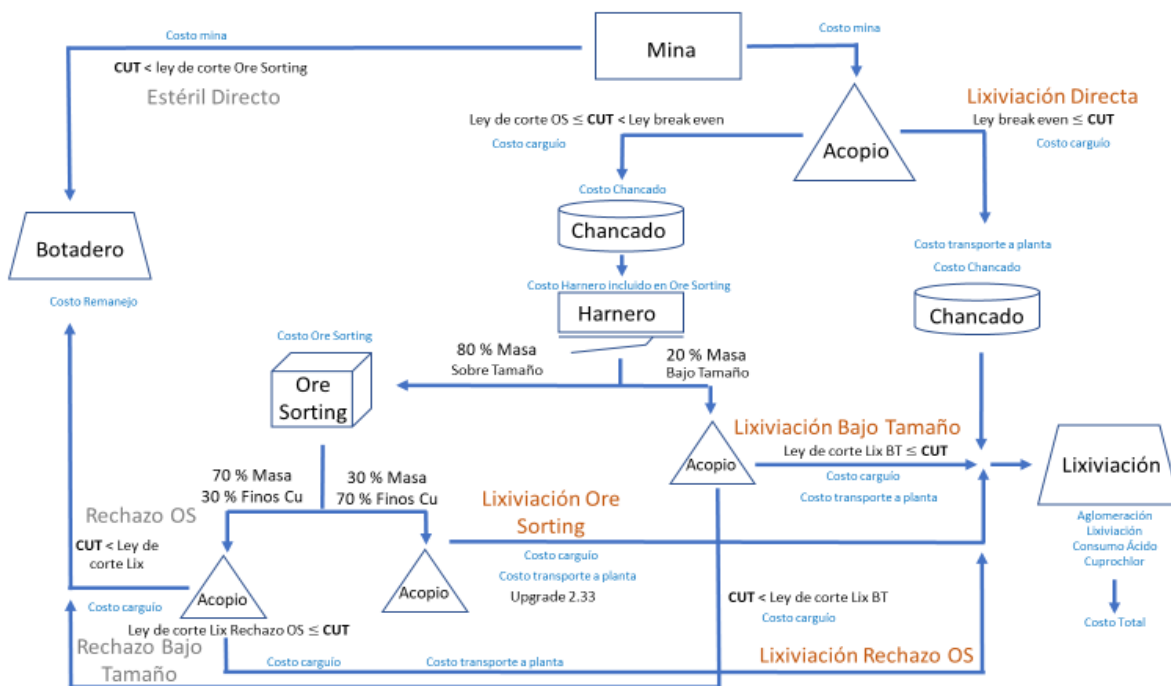 Costo mina
Mina
Costo mina
CUT < ley de corte Ore Sorting
Estéril Directo
Lixiviación Directa
Ley de corte OS ≤ CUT < Ley break even
Ley break even ≤ CUT
Costo carguío
Costo carguío
Acopio
Costo Chancado
Chancado
Botadero
Costo transporte a planta
Costo Chancado
Costo Remanejo
Costo Harnero incluido en Ore Sorting
Harnero
Chancado
Costo Ore Sorting
80 % Masa
Sobre Tamaño
20 % Masa
Bajo Tamaño
Ore
Sorting
Lixiviación Bajo Tamaño
Ley de corte Lix BT ≤ CUT
Acopio
Costo carguío
Costo transporte a planta
Lixiviación
70 % Masa
30 % Finos Cu
30 % Masa
70 % Finos Cu
Lixiviación Ore
Sorting
Rechazo OS
Aglomeración
Lixiviación
Consumo Ácido
Cuprochlor
CUT < Ley de
corte Lix
Costo carguío
Costo transporte a planta
Upgrade 2.33
Acopio
Acopio
CUT < Ley de corte Lix BT
Costo carguío
Costo carguío
Costo Total
Ley de corte Lix Rechazo OS ≤ CUT
Rechazo Bajo
Tamaño
Costo carguío
Costo transporte a planta
Lixiviación Rechazo OS